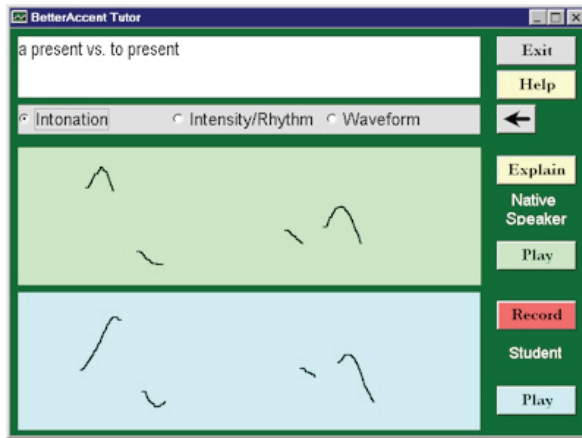 BetterAccent Tutor
a present vs. to present
Exit
Help
Intonation Intensity/Rhythm Waveform
Explain
Native
Speaker
Play
Record
Student
Play